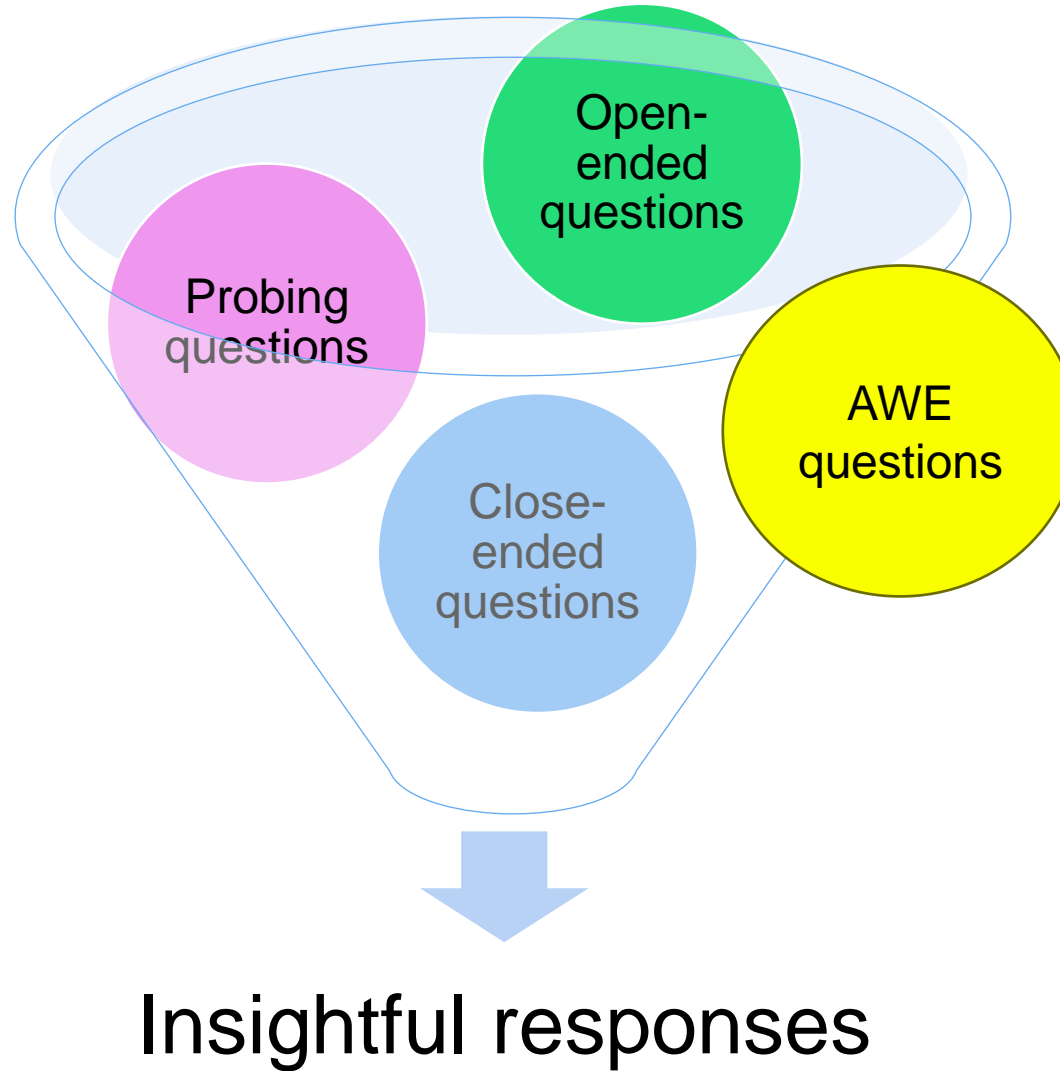 Open-
ended
questions
Probing
questions
AWE
questions
Close-
ended
questions
Insightful responses